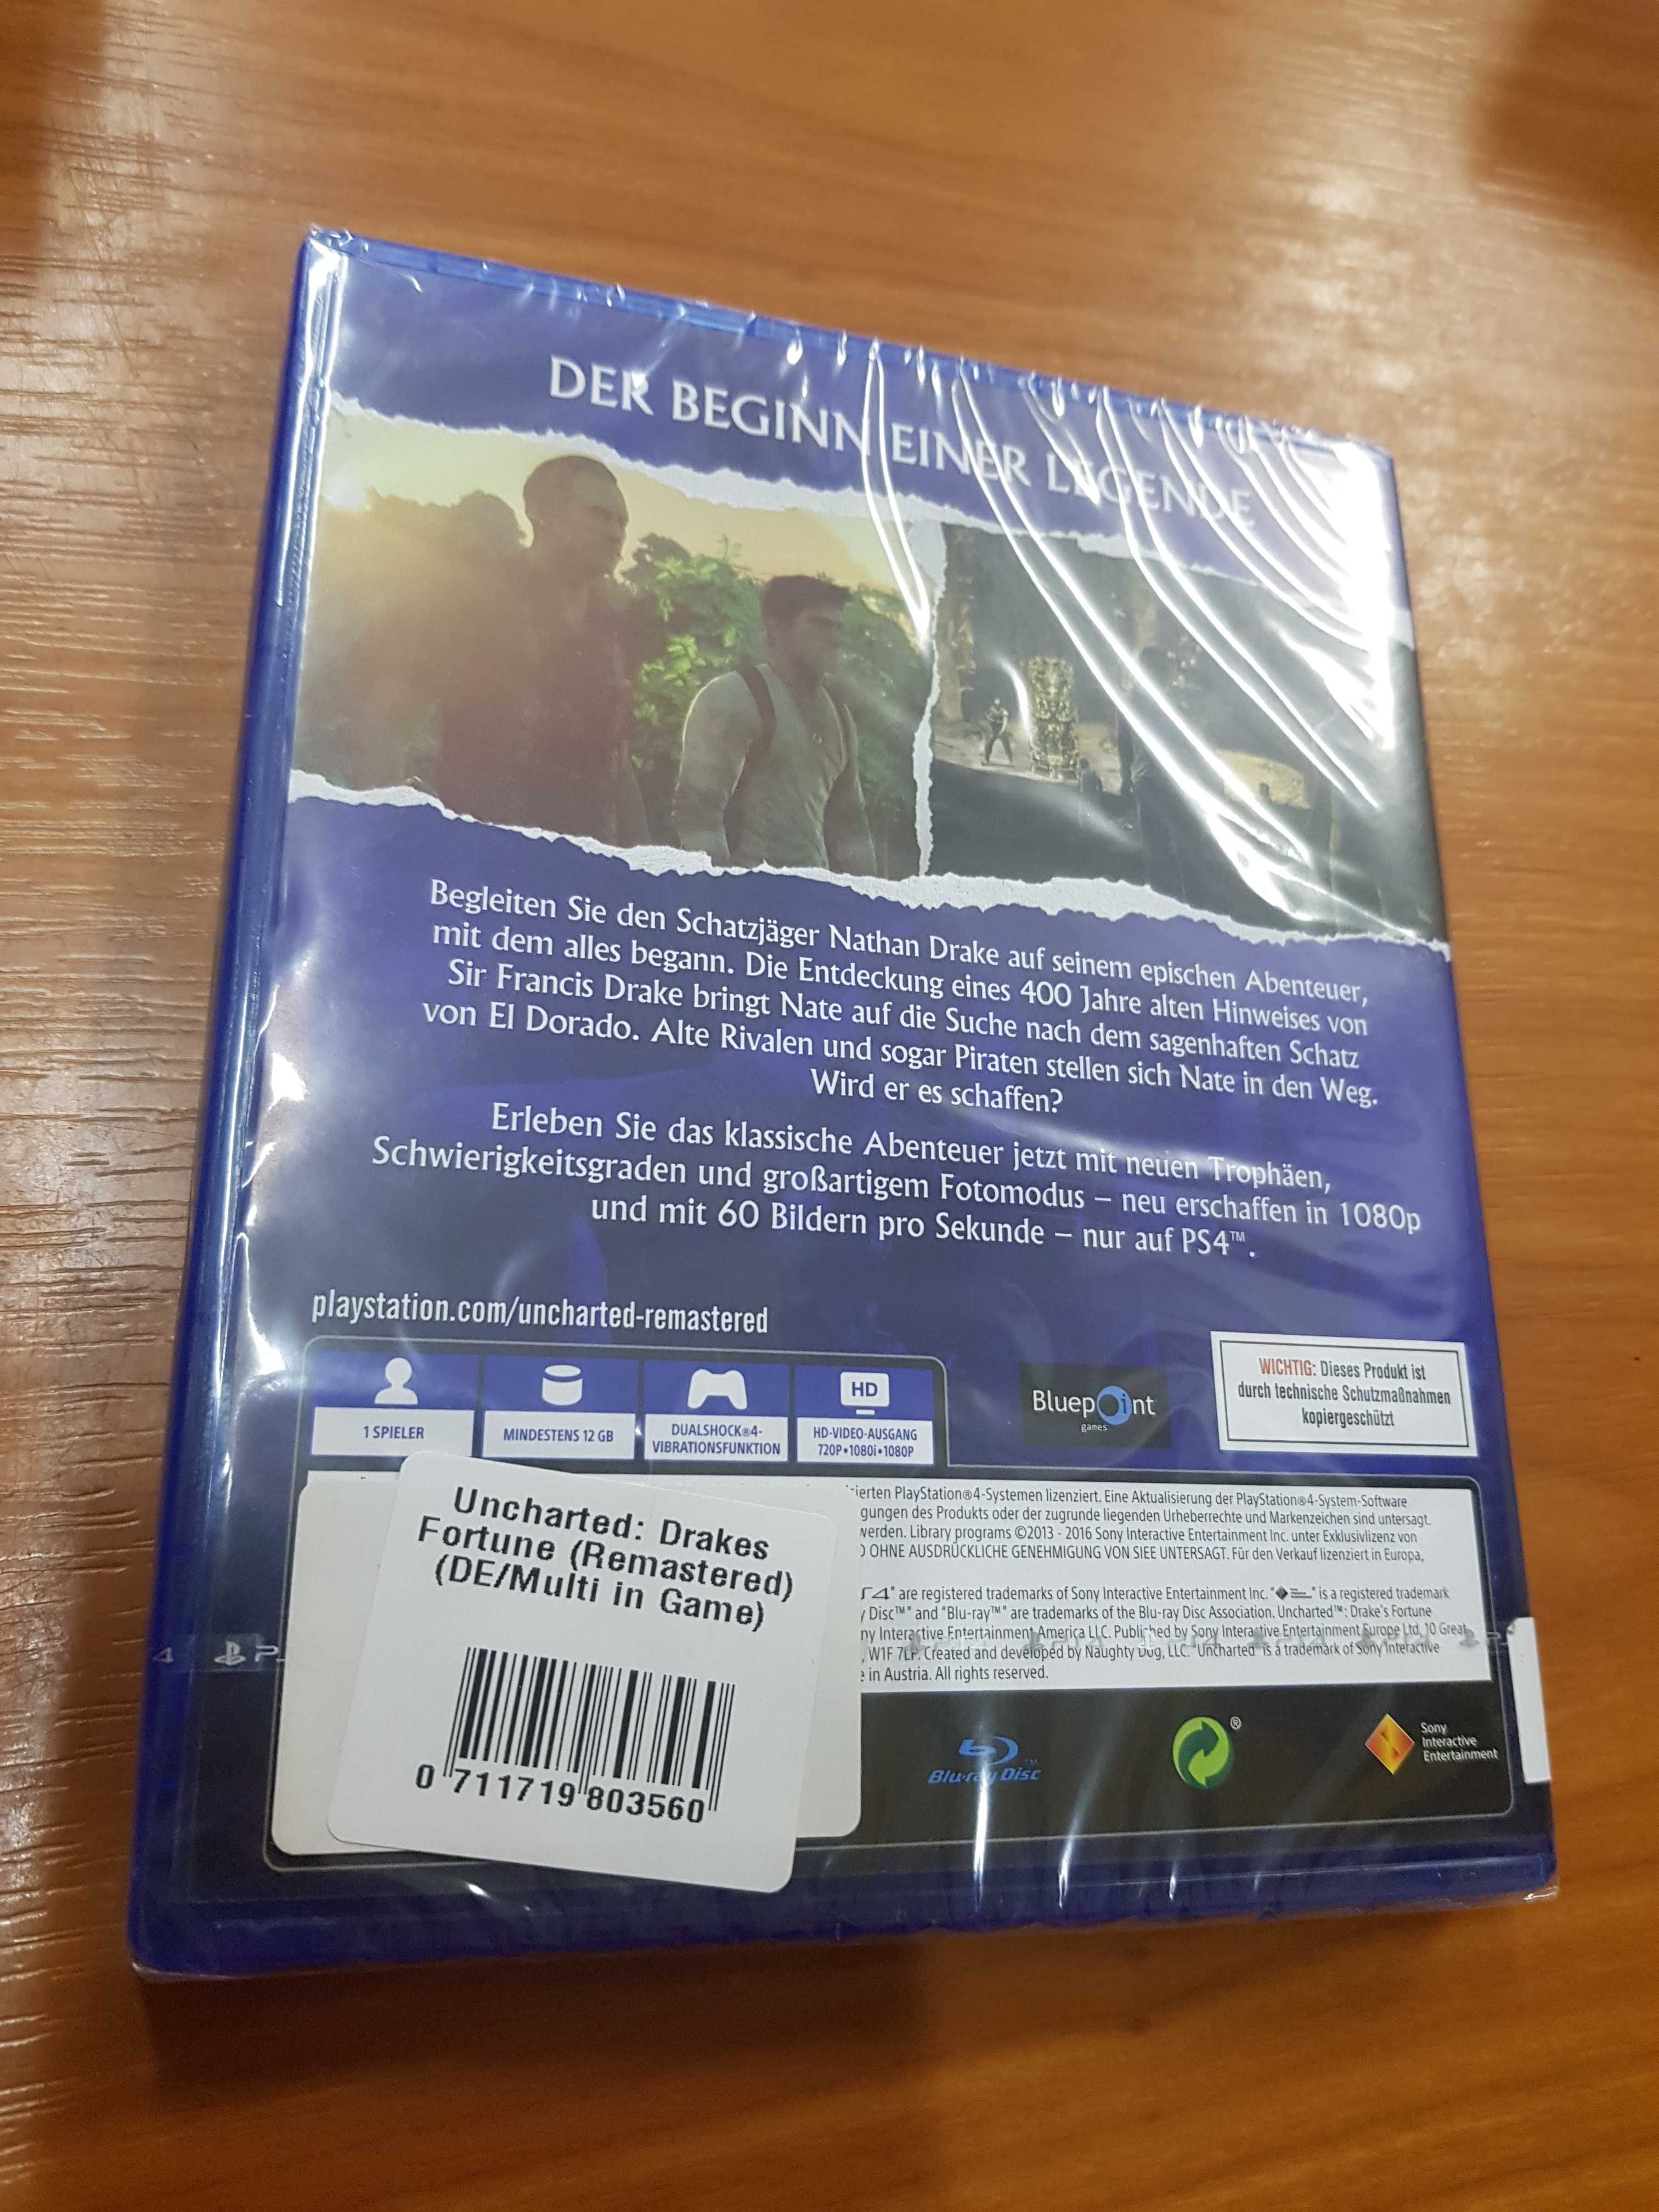 DER BEGINN EINER LEGENDE
Begleiten Sie den Schatzjäger Nathan Drake auf seinem epischen Abenteuer,
mit dem alles begann. Die Entdeckung eines 400 Jahre alten Hinweises von
Sir Francis Drake bringt Nate auf die Suche nach dem sagenhaften Schatz
von El Dorado. Alte Rivalen und sogar Piraten stellen sich Nate in den Weg.
Wird er es schaffen?
Erleben Sie das klassische Abenteuer jetzt mit neuen Trophäen,
Schwierigkeitsgraden und großartigem Fotomodus – neu erschaffen in 1080p
und mit 60 Bildern pro Sekunde – nur auf PS4™.
playstation.com/uncharted-remastered
1 SPIELER
MINDESTENS 12 GB
DUALSHOCK®4-
VIBRATIONSFUNKTION
HD
HD-VIDEO-AUSGANG
720P•1080i•1080P
Bluepoint
games
WICHTIG: Dieses Produkt ist
durch technische Schutzmaßnahmen
kopiergeschützt
PlayStation®4-Systemen lizenziert. Eine Aktualisierung der PlayStation®4-System-Software
des Produkts oder der zugrunde liegenden Urheberrechte und Markenzeichen sind untersagt.
werden. Library programs ©2013 - 2016 Sony Interactive Entertainment Inc. unter Exklusivlizenz von
OHNE AUSDRÜCKLICHE GENEHMIGUNG VON SIEE UNTERSAGT. Für den Verkauf lizenziert in Europa,
are registered trademarks of Sony Interactive Entertainment Inc. " " is a registered trademark
Disc™" and "Blu-ray™" are trademarks of the Blu-ray Disc Association. Uncharted™: Drake's Fortune
Interactive Entertainment America LLC. Published by Sony Interactive Entertainment Europe Ltd. 10 Great
W1F 7LP. Created and developed by Naughty Dog, LLC. "Uncharted" is a trademark of Sony Interactive
in Austria. All rights reserved.
Uncharted: Drakes
Fortune (Remastered)
(DE/Multi in Game)
0 711719 803560
Blu-ray Disc
Sony
Interactive
Entertainment